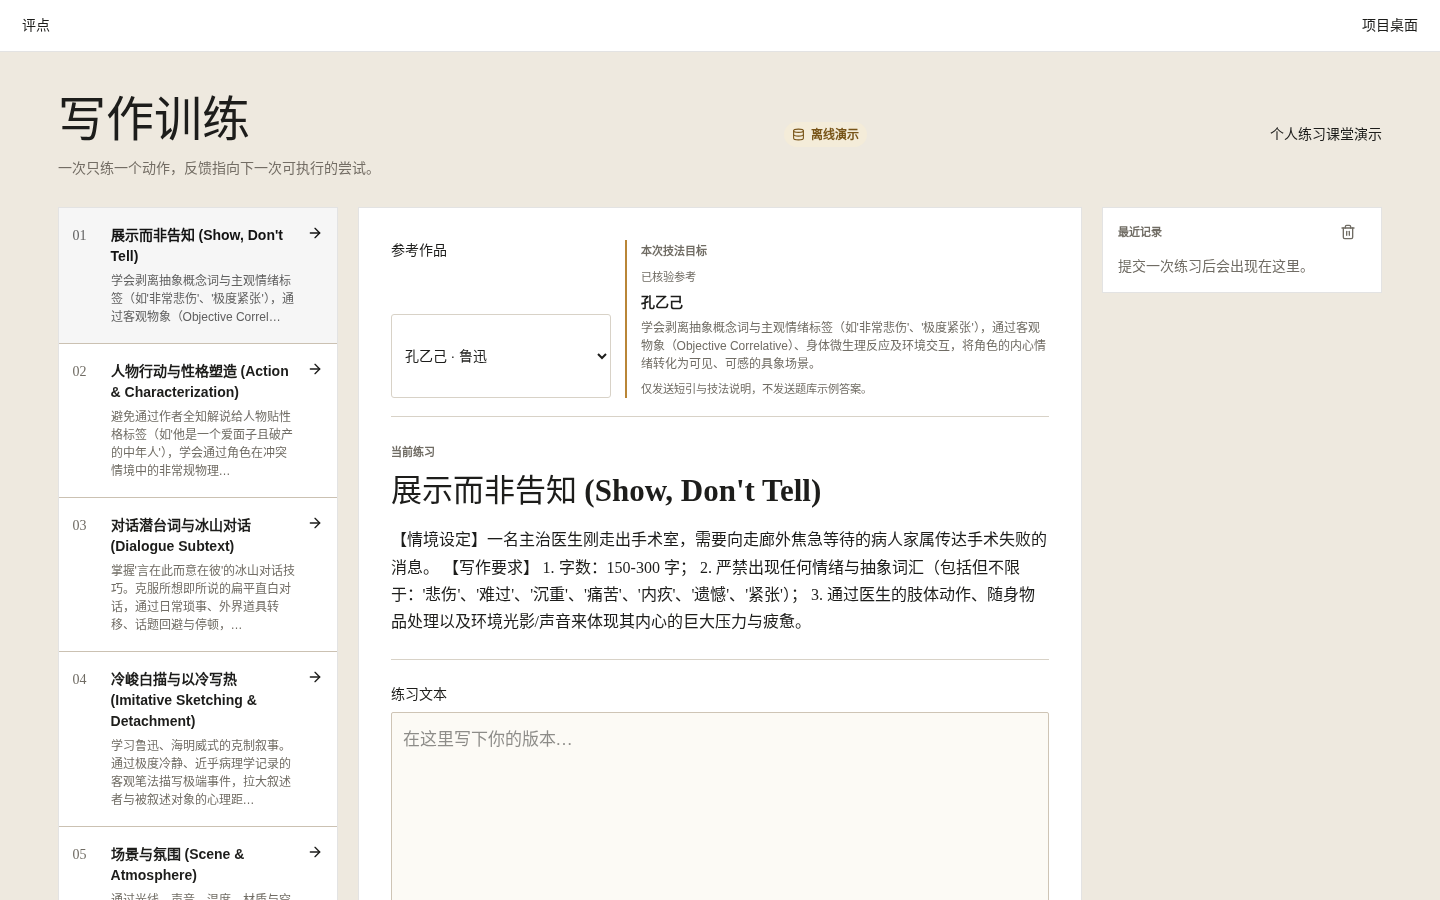 评点
项目桌面
写作训练
一次只练一个动作，反馈指向下一次可执行的尝试。
离线演示
个人练习课堂演示
01
展示而非告知 (Show, Don't
Tell)
学会剥离抽象概念词与主观情绪标
签（如'非常悲伤'、'极度紧张'），通
过客观物象（Objective Correl…
02
人物行动与性格塑造 (Action
& Characterization)
避免通过作者全知解说给人物贴性
格标签（如'他是一个爱面子且破产
的中年人'），学会通过角色在冲突
情境中的非常规物理…
03
对话潜台词与冰山对话
(Dialogue Subtext)
掌握'言在此而意在彼'的冰山对话技
巧。克服所想即所说的扁平直白对
话，通过日常琐事、外界道具转
移、话题回避与停顿，…
04
冷峻白描与以冷写热
(Imitative Sketching &
Detachment)
学习鲁迅、海明威式的克制叙事。
通过极度冷静、近乎病理学记录的
客观笔法描写极端事件，拉大叙述
者与被叙述对象的心理距…
05
场景与氛围 (Scene &
Atmosphere)
通过光线、声音、温度、材质与空
参考作品
孔乙己 · 鲁迅
本次技法目标
已核验参考
孔乙己
学会剥离抽象概念词与主观情绪标签（如'非常悲伤'、'极度紧张'），通过客观
物象（Objective Correlative）、身体微生理反应及环境交互，将角色的内心情
绪转化为可见、可感的具象场景。
仅发送短引与技法说明，不发送题库示例答案。
当前练习
展示而非告知 (Show, Don't Tell)
【情境设定】一名主治医生刚走出手术室，需要向走廊外焦急等待的病人家属传达手术失败的
消息。 【写作要求】 1. 字数：150-300 字； 2. 严禁出现任何情绪与抽象词汇（包括但不限
于：'悲伤'、'难过'、'沉重'、'痛苦'、'内疚'、'遗憾'、'紧张'）； 3. 通过医生的肢体动作、随身物
品处理以及环境光影/声音来体现其内心的巨大压力与疲惫。
练习文本
在这里写下你的版本…
最近记录
提交一次练习后会出现在这里。